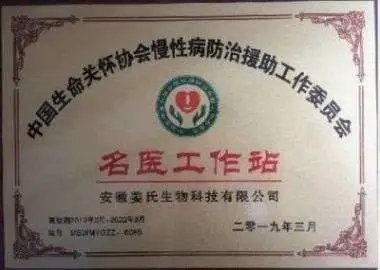 中国生命关怀协会慢性病防治援助工作委员会
名医工作站
安徽姜氏生物科技有限公司
二零一九年三月